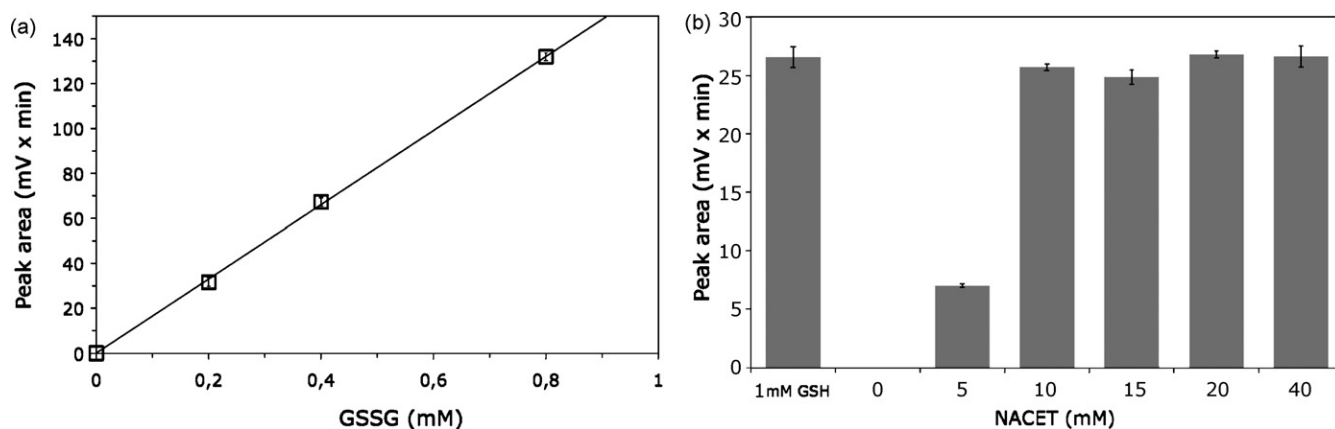 (a)
Peak area (mV x min)
140
120
100
80
60
40
20
0
0 0,2 0,4 0,6 0,8 1
GSSG (mM)
(b)
Peak area (mV x min)
30
25
20
15
10
5
0
1mM GSH 0 5 10 15 20 40
NACET (mM)